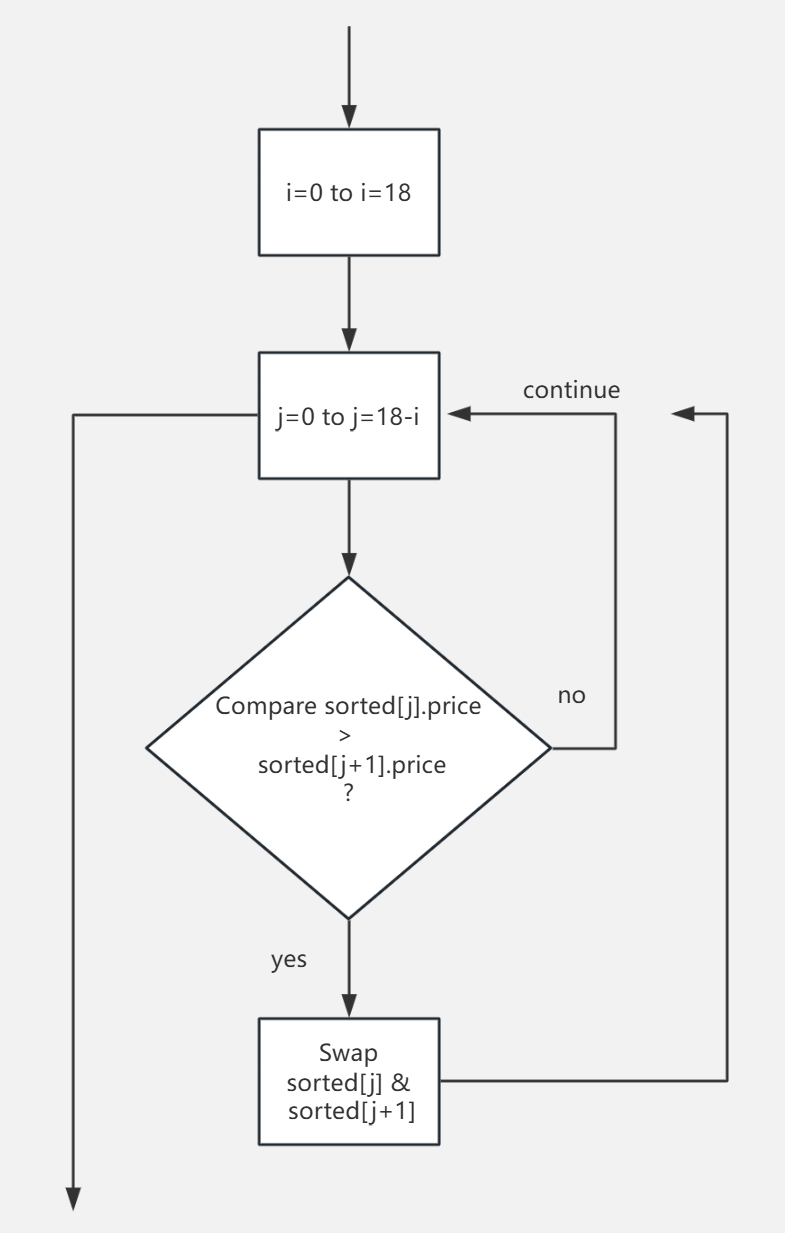 i=0 to i=18
j=0 to j=18-i
continue
Compare sorted[j].price
>
sorted[j+1].price
?
no
yes
Swap
sorted[j] &
sorted[j+1]